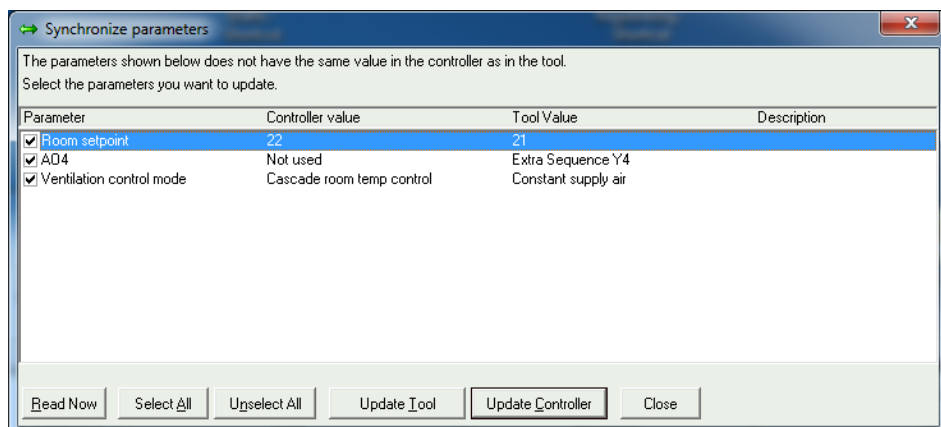 Synchronize parameters
The parameters shown below does not have the same value in the controller as in the tool.
Select the parameters you want to update.
Parameter Controller value Tool Value Description
Room setpoint 22 21
AO4 Not used Extra Sequence Y4
Ventilation control mode Cascade room temp control Constant supply air
Read Now Select All Unselect All Update Tool Update Controller Close